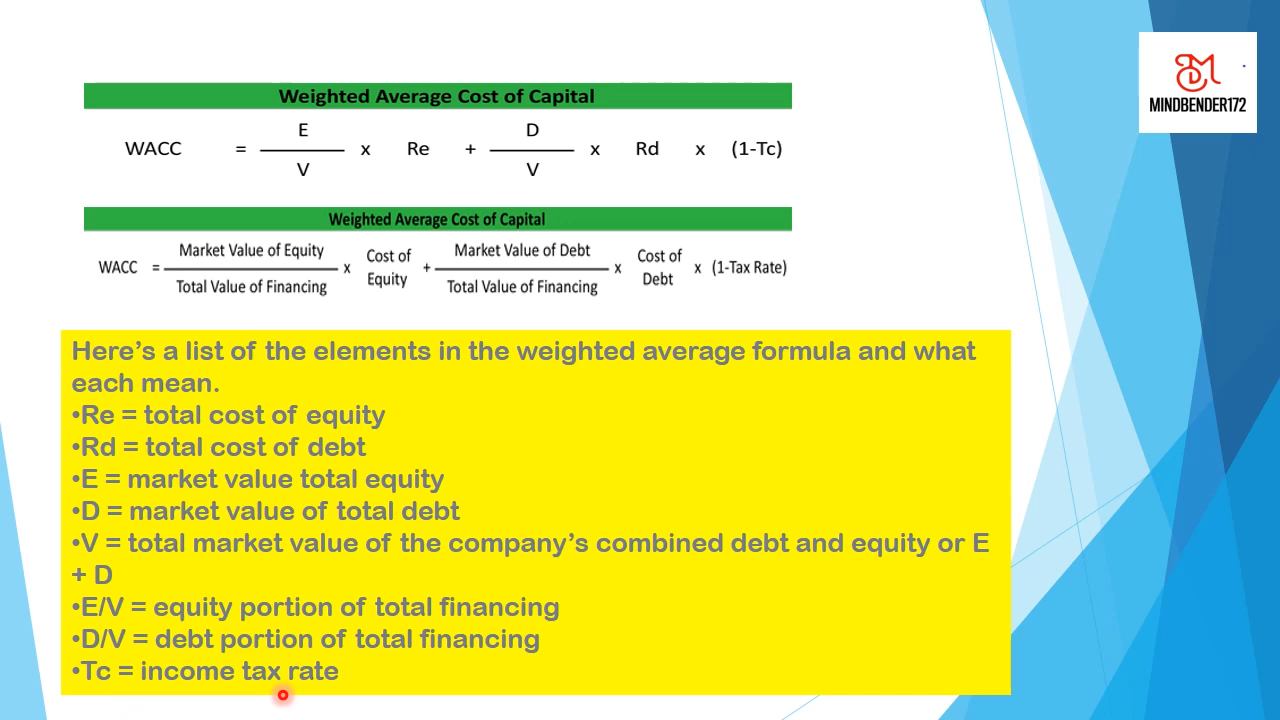 Weighted Average Cost of Capital
WACC = E / V x Re + D / V x Rd x (1-Tc)
Weighted Average Cost of Capital
WACC = Market Value of Equity / Total Value of Financing x Cost of Equity + Market Value of Debt / Total Value of Financing x Cost of Debt x (1-Tax Rate)
Here's a list of the elements in the weighted average formula and what
each mean.
•Re = total cost of equity
•Rd = total cost of debt
•E = market value total equity
•D = market value of total debt
•V = total market value of the company's combined debt and equity or E
+ D
•E/V = equity portion of total financing
•D/V = debt portion of total financing
•Tc = income tax rate
MINDBENDER172